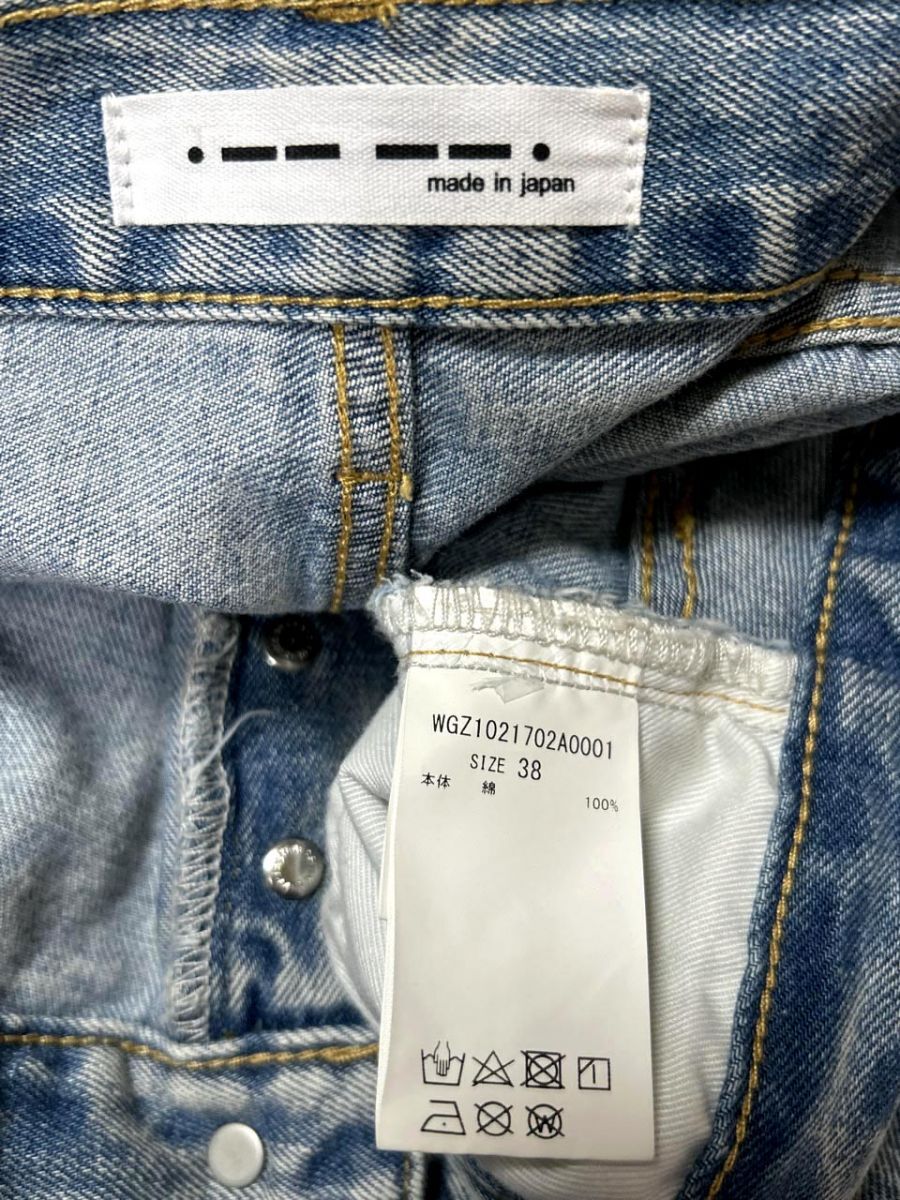 made in japan
WGZ1021702A0001
SIZE 38
本体 綿 100%
W